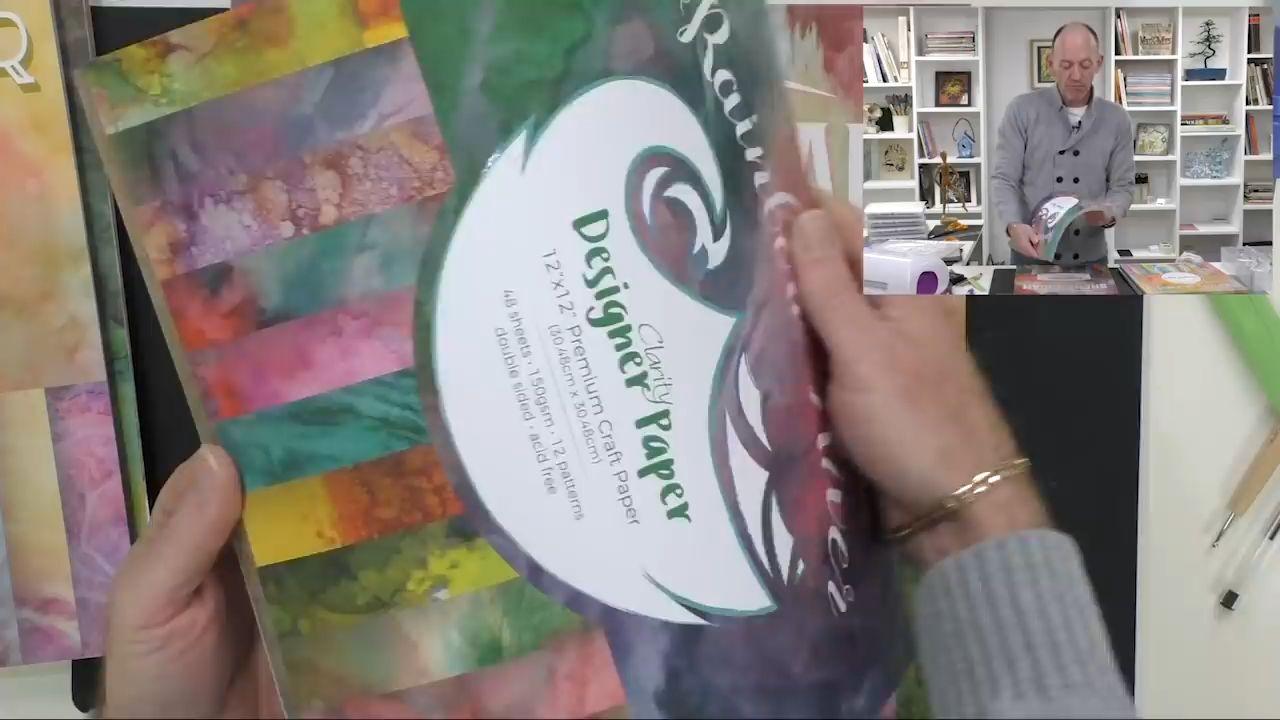 Clarity
Designer Paper
12"x12" Premium Craft Paper
(30.48cm x 30.48cm)
48 sheets • 150gsm • 12 patterns
double sided • acid free